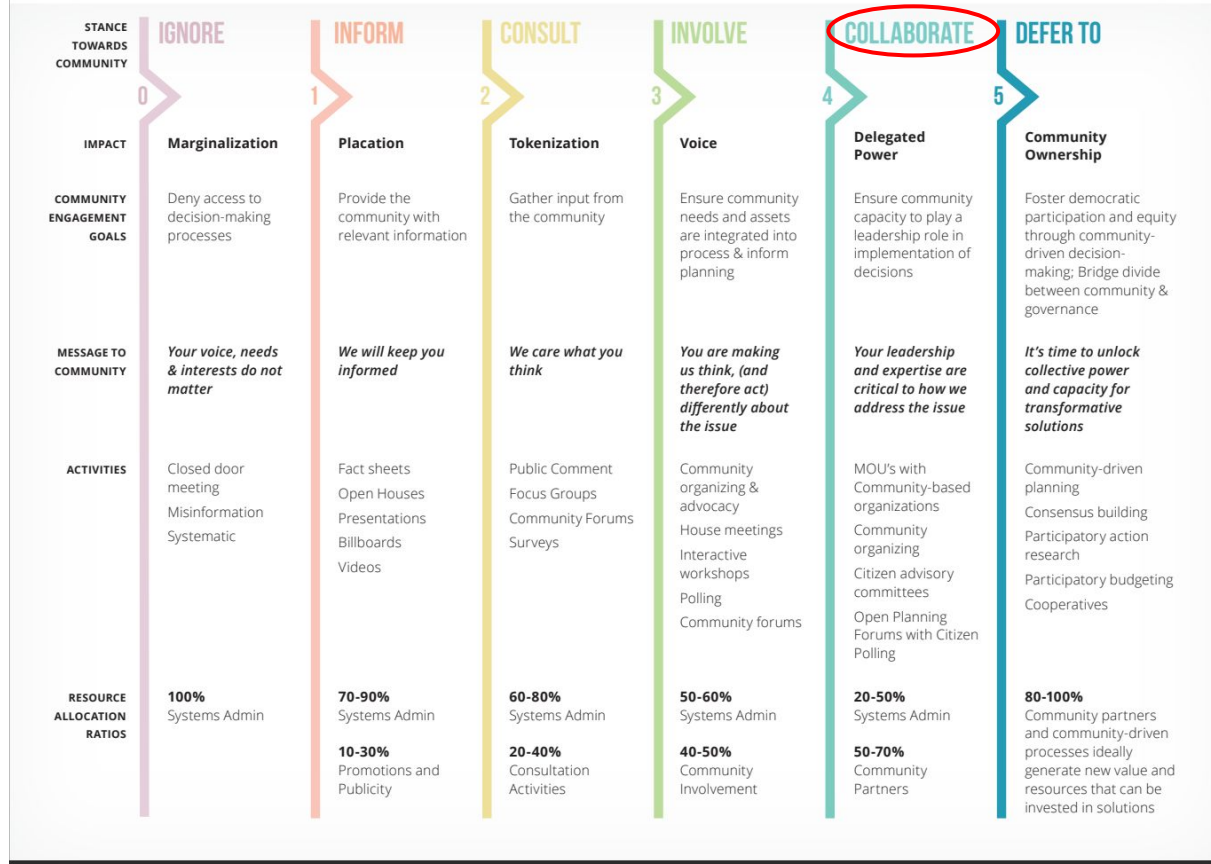 STANCE
TOWARDS
COMMUNITY
IGNORE
INFORM
CONSULT
INVOLVE
COLLABORATE
DEFER TO
0
1
2
3
4
5
IMPACT
Marginalization
Placation
Tokenization
Voice
Delegated
Power
Community
Ownership
COMMUNITY
ENGAGEMENT
GOALS
Deny access to
decision-making
processes
Provide the
community with
relevant information
Gather input from
the community
Ensure community
needs and assets
are integrated into
process & inform
planning
Ensure community
capacity to play a
leadership role in
implementation of
decisions
Foster democratic
participation and equity
through community-
driven decision-
making; Bridge divide
between community &
governance
MESSAGE TO
COMMUNITY
Your voice, needs
& interests do not
matter
We will keep you
informed
We care what you
think
You are making
us think, (and
therefore act)
differently about
the issue
Your leadership
and expertise are
critical to how we
address the issue
It's time to unlock
collective power
and capacity for
transformative
solutions
ACTIVITIES
Closed door
meeting
Misinformation
Systematic
Fact sheets
Open Houses
Presentations
Billboards
Videos
Public Comment
Focus Groups
Community Forums
Surveys
Community
organizing &
advocacy
House meetings
Interactive
workshops
Polling
Community forums
MOU's with
Community-based
organizations
Community
organizing
Citizen advisory
committees
Open Planning
Forums with Citizen
Polling
Community-driven
planning
Consensus building
Participatory action
research
Participatory budgeting
Cooperatives
RESOURCE
ALLOCATION
RATIOS
100%
Systems Admin
70-90%
Systems Admin
10-30%
Promotions and
Publicity
60-80%
Systems Admin
20-40%
Consultation
Activities
50-60%
Systems Admin
40-50%
Community
Involvement
20-50%
Systems Admin
50-70%
Community
Partners
80-100%
Community partners
and community-driven
processes ideally
generate new value and
resources that can be
invested in solutions